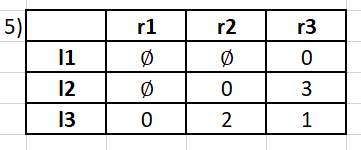 5) r1 r2 r3
l1 ∅ ∅ 0
l2 ∅ 0 3
l3 0 2 1